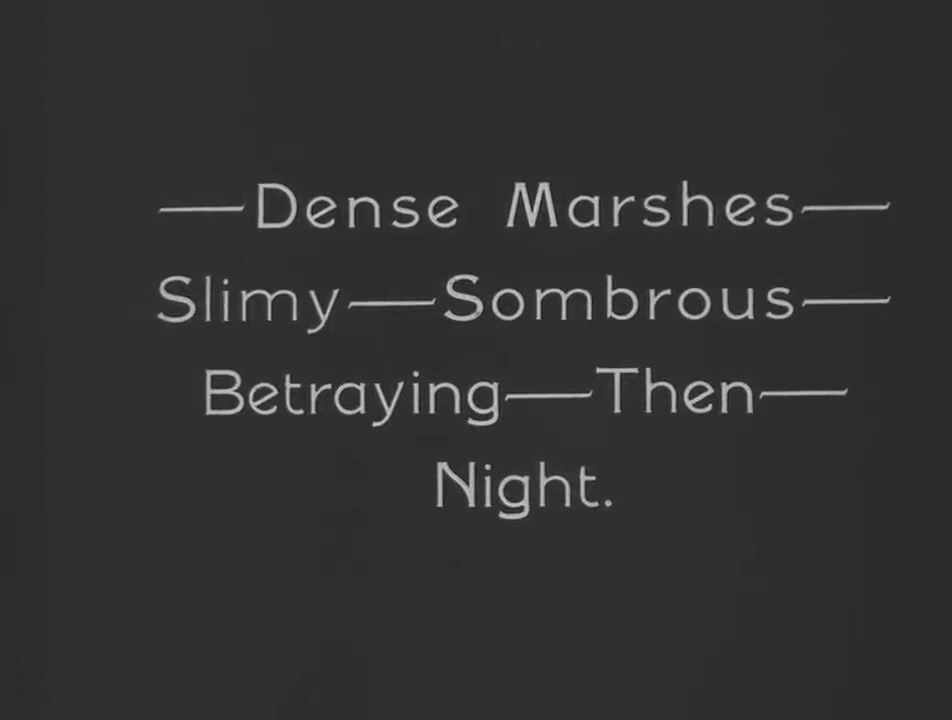 —Dense Marshes—
Slimy—Sombrous—
Betraying—Then—
Night.